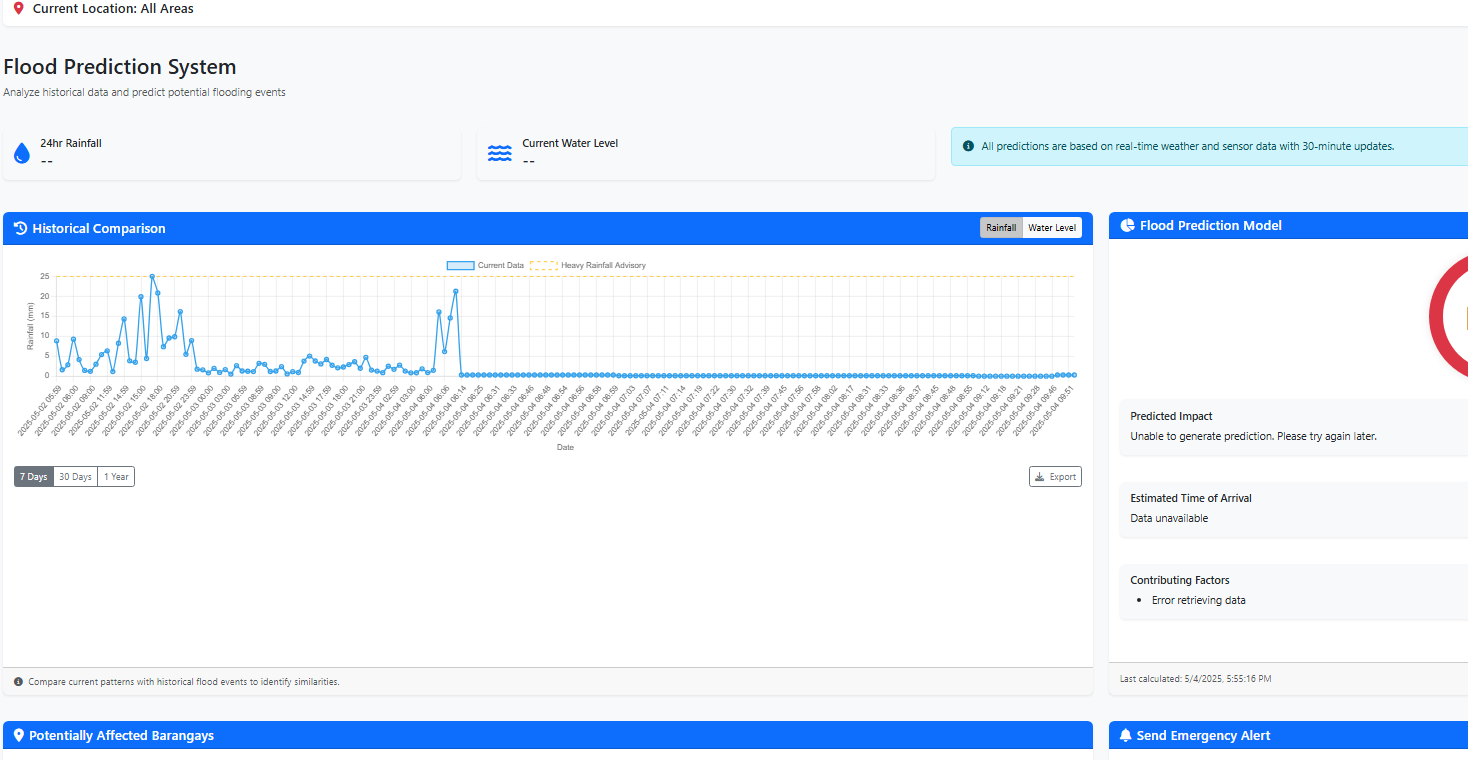 Current Location: All Areas
Flood Prediction System
Analyze historical data and predict potential flooding events
24hr Rainfall
--
Current Water Level
--
All predictions are based on real-time weather and sensor data with 30-minute updates.
Historical Comparison
Rainfall
Water Level
Current Data
Heavy Rainfall Advisory
Rainfall (mm)
25
20
15
10
5
0
2025-05-02 05:59
2025-05-02 06:00
2025-05-02 09:00
2025-05-02 11:59
2025-05-02 14:59
2025-05-02 15:00
2025-05-02 18:00
2025-05-02 20:59
2025-05-02 23:59
2025-05-03 00:00
2025-05-03 03:00
2025-05-03 05:59
2025-05-03 08:59
2025-05-03 09:00
2025-05-03 12:00
2025-05-03 14:59
2025-05-03 17:59
2025-05-03 18:00
2025-05-03 21:00
2025-05-03 23:59
2025-05-04 02:59
2025-05-04 03:00
2025-05-04 06:00
2025-05-04 06:06
2025-05-04 06:14
2025-05-04 06:25
2025-05-04 06:31
2025-05-04 06:33
2025-05-04 06:46
2025-05-04 06:48
2025-05-04 06:54
2025-05-04 06:56
2025-05-04 06:58
2025-05-04 06:59
2025-05-04 07:07
2025-05-04 07:11
2025-05-04 07:14
2025-05-04 07:19
2025-05-04 07:22
2025-05-04 07:30
2025-05-04 07:32
2025-05-04 07:39
2025-05-04 07:45
2025-05-04 07:56
2025-05-04 07:58
2025-05-04 08:02
2025-05-04 08:17
2025-05-04 08:31
2025-05-04 08:33
2025-05-04 08:36
2025-05-04 08:37
2025-05-04 08:45
2025-05-04 08:48
2025-05-04 08:55
2025-05-04 09:12
2025-05-04 09:18
2025-05-04 09:21
2025-05-04 09:28
2025-05-04 09:46
2025-05-04 09:51
Date
7 Days
30 Days
1 Year
Export
Compare current patterns with historical flood events to identify similarities.
Flood Prediction Model
Predicted Impact
Unable to generate prediction. Please try again later.
Estimated Time of Arrival
Data unavailable
Contributing Factors
• Error retrieving data
Last calculated: 5/4/2025, 5:55:16 PM
Potentially Affected Barangays
Send Emergency Alert